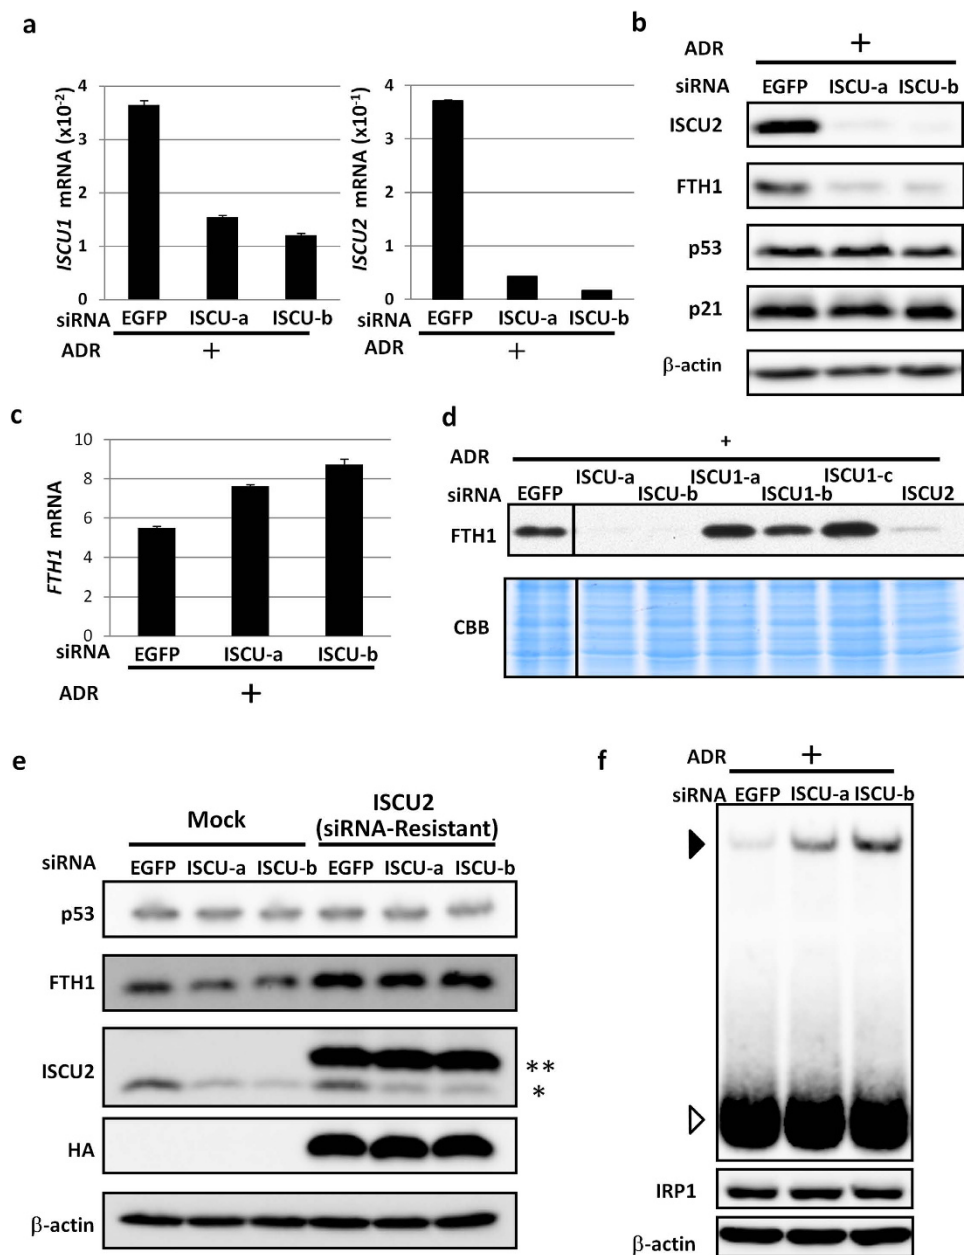 a
ISCU1 mRNA (x10-2)
4
3
2
1
0
siRNA EGFP ISCU-a ISCU-b
ADR +
ISCU2 mRNA (x10-1)
4
3
2
1
0
siRNA EGFP ISCU-a ISCU-b
ADR +
b
ADR +
siRNA EGFP ISCU-a ISCU-b
ISCU2
FTH1
p53
p21
β-actin
c
FTH1 mRNA
10
8
6
4
2
0
siRNA EGFP ISCU-a ISCU-b
ADR +
d
+
ADR
siRNA EGFP ISCU-a ISCU-b ISCU1-a ISCU1-b ISCU1-c ISCU2
FTH1
CBB
e
Mock ISCU2
(siRNA-Resistant)
siRNA EGFP ISCU-a ISCU-b EGFP ISCU-a ISCU-b
p53
FTH1
ISCU2
**
*
HA
β-actin
f
ADR +
siRNA EGFP ISCU-a ISCU-b
IRP1
β-actin